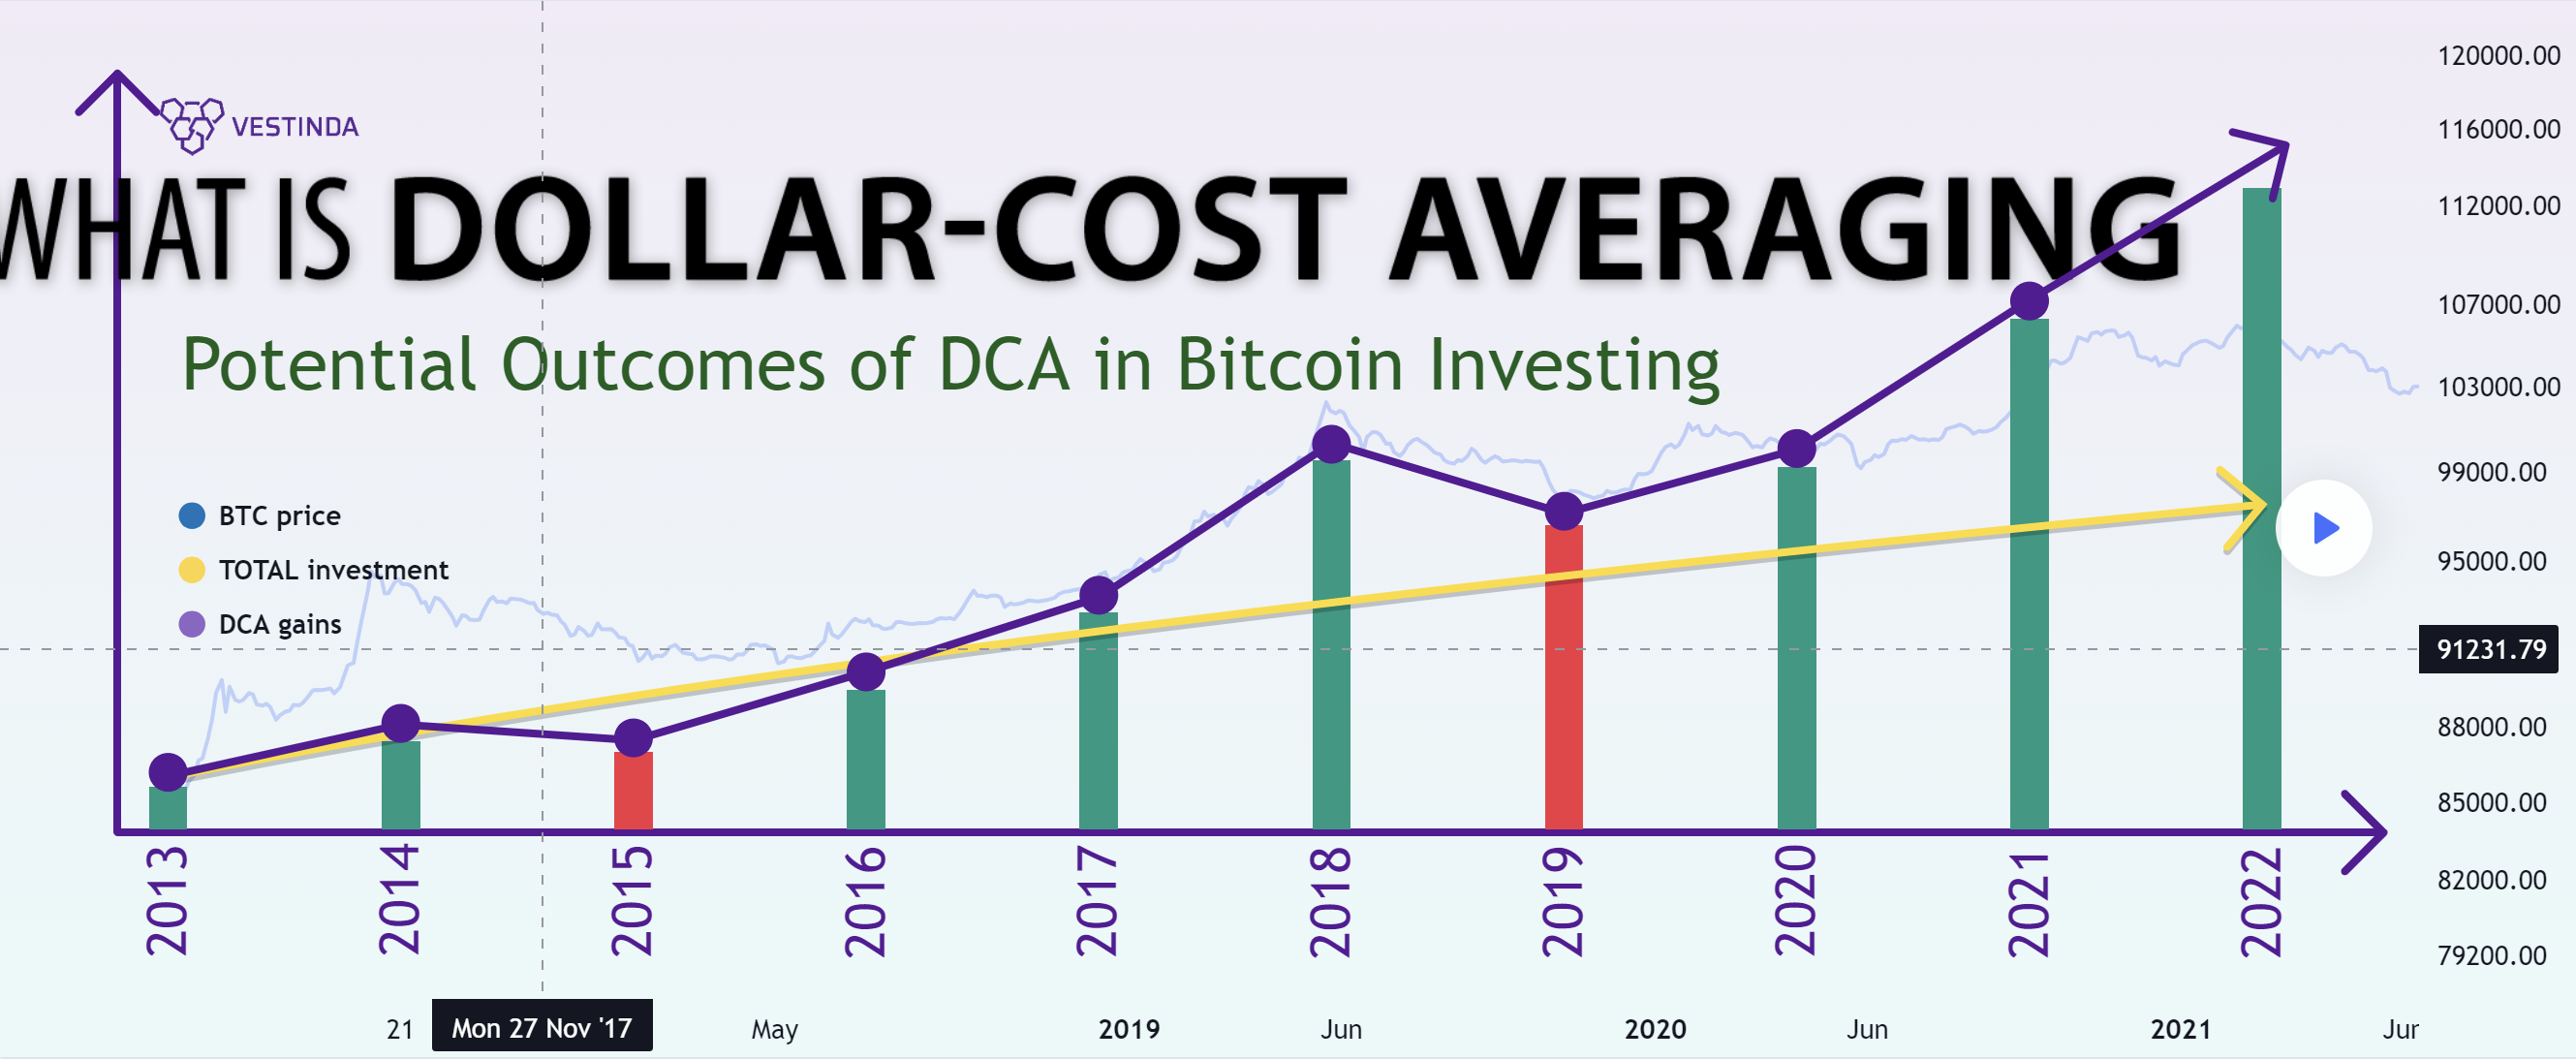 120000.00
VESTINDA
116000.00
WHAT IS DOLLAR-COST AVERAGING
112000.00
107000.00
Potential Outcomes of DCA in Bitcoin Investing
103000.00
99000.00
BTC price
95000.00
TOTAL investment
DCA gains
91231.79
88000.00
85000.00
2013 2014 2015 2016 2017 2018 2019 2020 2021 2022
82000.00
79200.00
21 Mon 27 Nov '17 May 2019 Jun 2020 Jun 2021 Jur